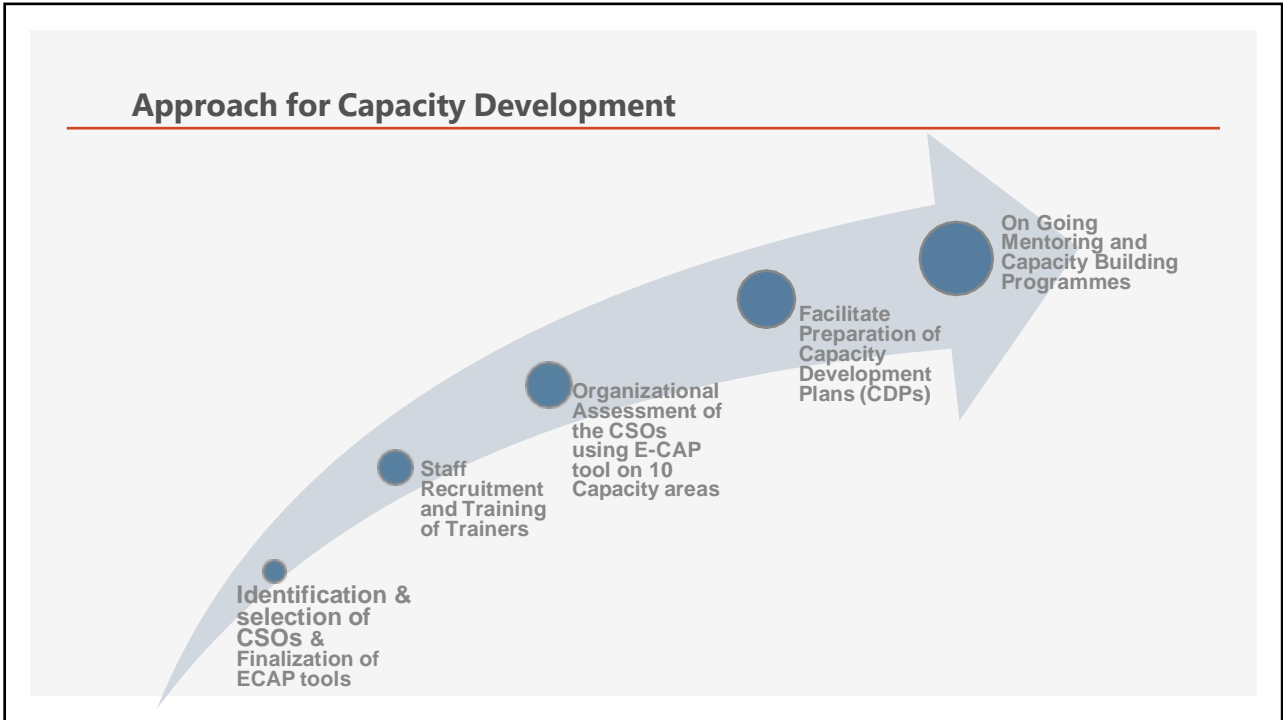 Approach for Capacity Development
On Going
Mentoring and
Capacity Building
Programmes
Facilitate
Preparation of
Capacity
Development
Plans (CDPs)
Organizational
Assessment of
the CSOs
using E-CAP
tool on 10
Capacity areas
Staff
Recruitment
and Training
of Trainers
Identification &
selection of
CSOs &
Finalization of
ECAP tools